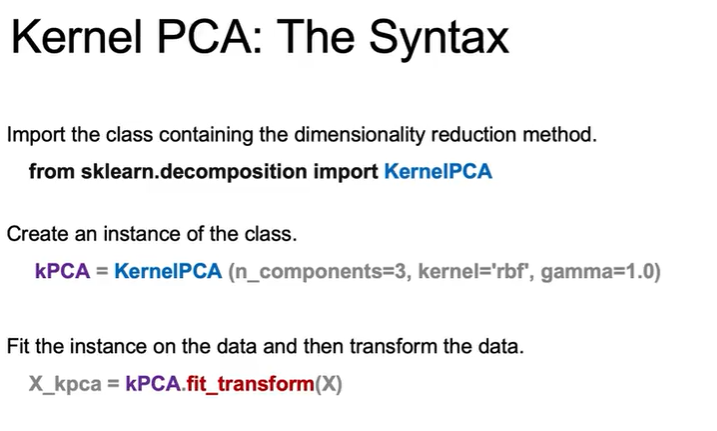 Kernel PCA: The Syntax
Import the class containing the dimensionality reduction method.
from sklearn.decomposition import KernelPCA
Create an instance of the class.
kPCA = KernelPCA (n_components=3, kernel='rbf', gamma=1.0)
Fit the instance on the data and then transform the data.
X_kpca = kPCA.fit_transform(X)